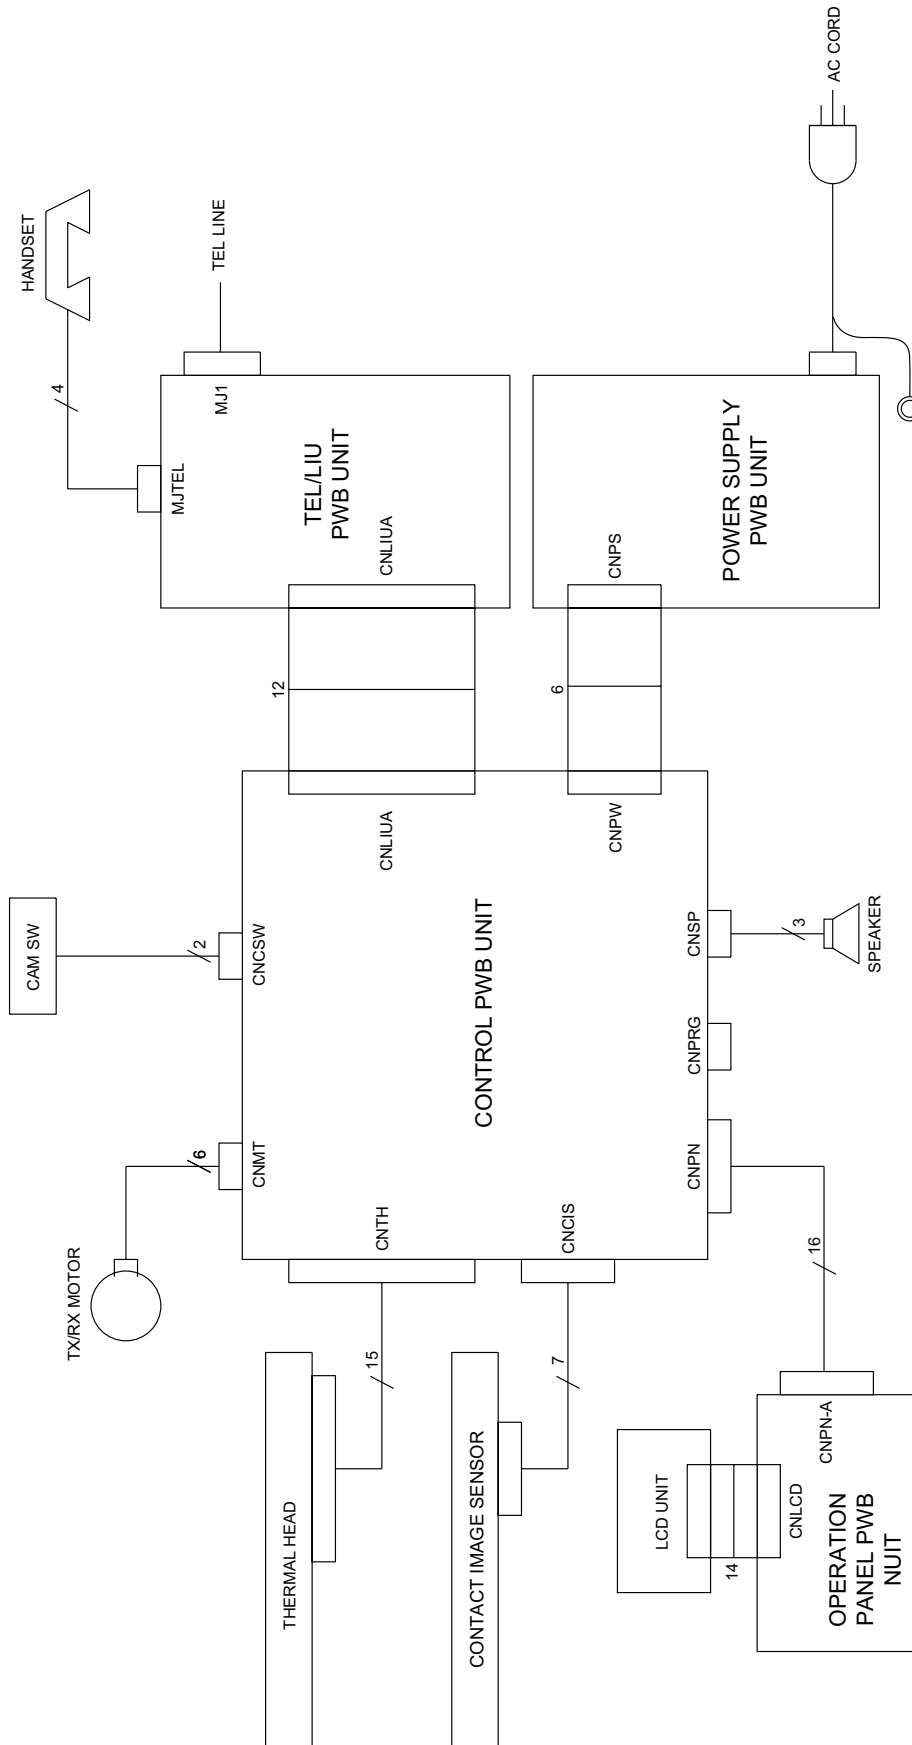 HANDSET
4
TEL LINE
MJTEL
MJ1
TEL/LIU
PWB UNIT
CNLIUA
12
CNLIUA
AC CORD
POWER SUPPLY
PWB UNIT
CNPS
6
CNPW
CAM SW
2
CNCSW
CONTROL PWB UNIT
CNSP
3
SPEAKER
CNPRG
TX/RX MOTOR
6
CNMT
CNTH
CNCIS
CNPN
16
THERMAL HEAD
15
CONTACT IMAGE SENSOR
7
LCD UNIT
14
CNLCD
CNPN-A
OPERATION
PANEL PWB
NUIT